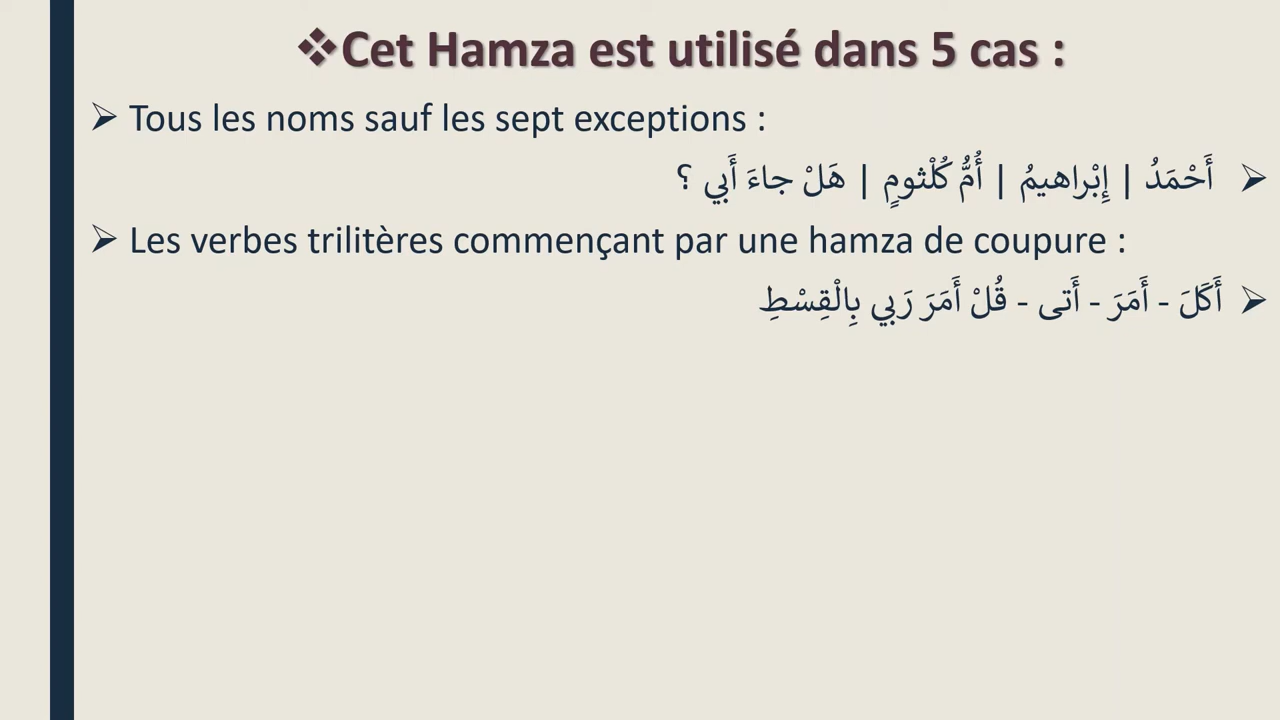 ❖Cet Hamza est utilisé dans 5 cas :
➢ Tous les noms sauf les sept exceptions :
➢ أَحْمَدُ | إِبْراهيمُ | أُمُّ كُلْثومٍ | هَلْ جاءَ أَبي ؟
➢ Les verbes trilitères commençant par une hamza de coupure :
➢ أَكَلَ - أَمَرَ - أَتى - قُلْ أَمَرَ رَبي بِالْقِسْطِ